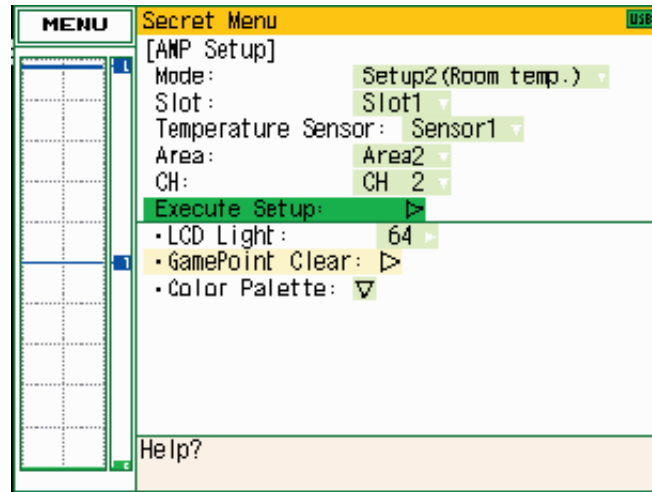 MENU
Secret Menu
USB
[AMP Setup]
Mode: Setup2(Room temp.)
Slot: Slot1
Temperature Sensor: Sensor1
Area: Area2
CH: CH 2
Execute Setup:
・LCD Light: 64
・GamePoint Clear:
・Color Palette:
Help?